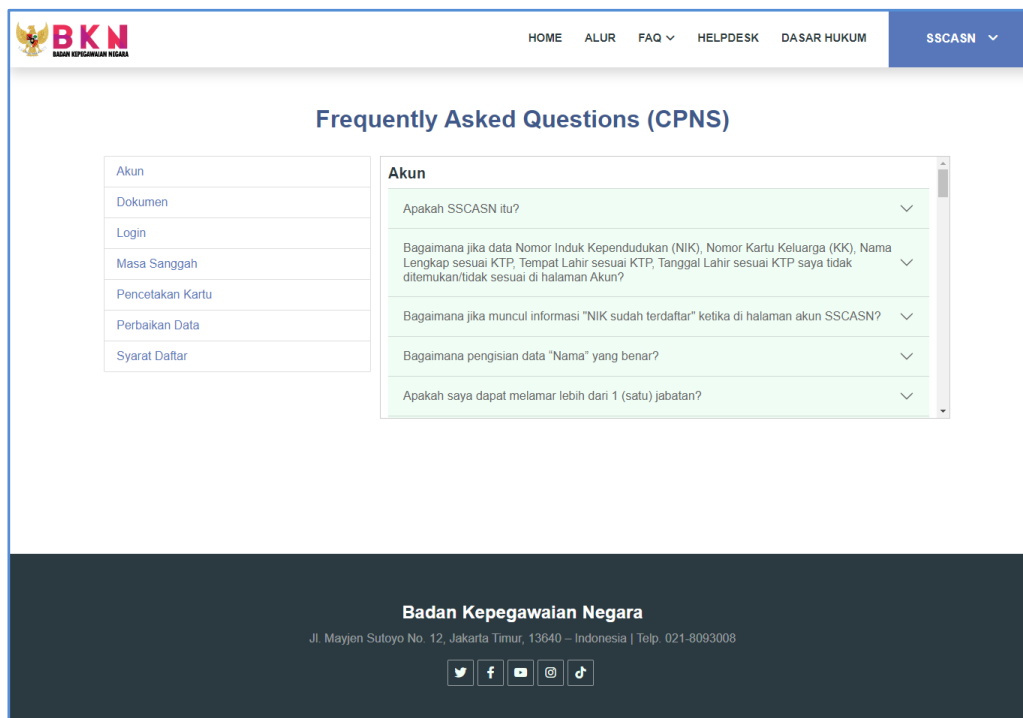 BKN
BADAN KEPEGAWAIAN NEGARA
HOME ALUR FAQ HELPDESK DASAR HUKUM SSCASN
Frequently Asked Questions (CPNS)
Akun
Dokumen
Login
Masa Sanggah
Pencetakan Kartu
Perbaikan Data
Syarat Daftar
Akun
Apakah SSCASN itu?
Bagaimana jika data Nomor Induk Kependudukan (NIK), Nomor Kartu Keluarga (KK), Nama
Lengkap sesuai KTP, Tempat Lahir sesuai KTP, Tanggal Lahir sesuai KTP saya tidak
ditemukan/tidak sesuai di halaman Akun?
Bagaimana jika muncul informasi "NIK sudah terdaftar" ketika di halaman akun SSCASN?
Bagaimana pengisian data “Nama” yang benar?
Apakah saya dapat melamar lebih dari 1 (satu) jabatan?
Badan Kepegawaian Negara
Jl. Mayjen Sutoyo No. 12, Jakarta Timur, 13640 – Indonesia | Telp. 021-8093008